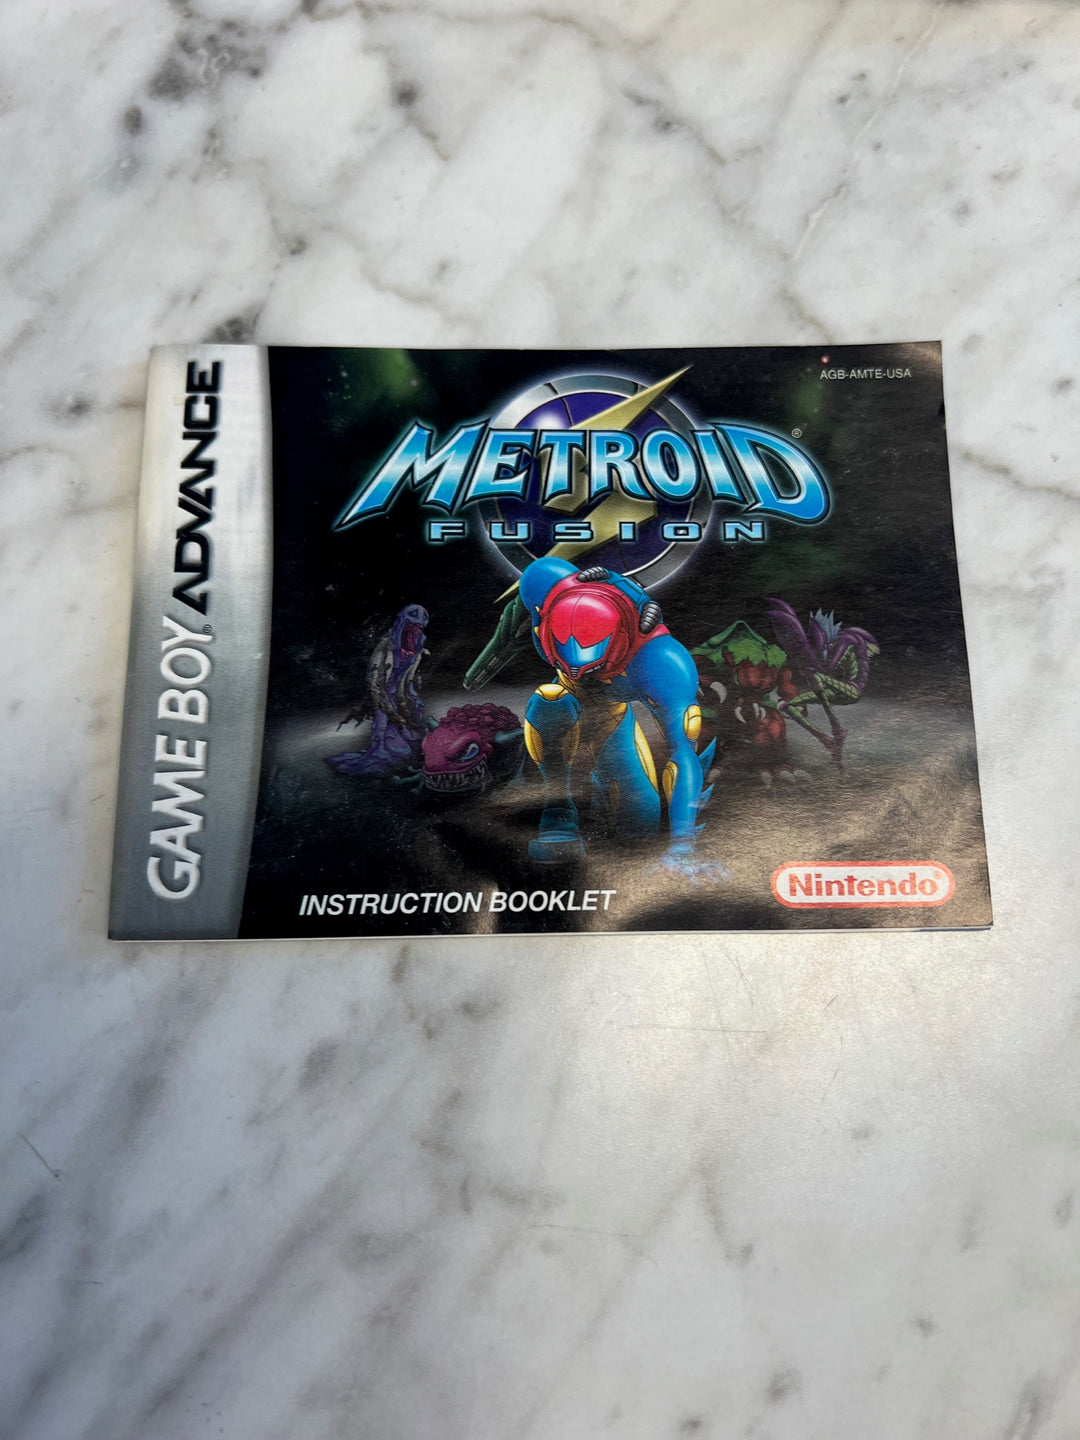 GAME BOY® ADVANCE
AGB-AMTE-USA
METROID®
FUSION
INSTRUCTION BOOKLET
Nintendo®